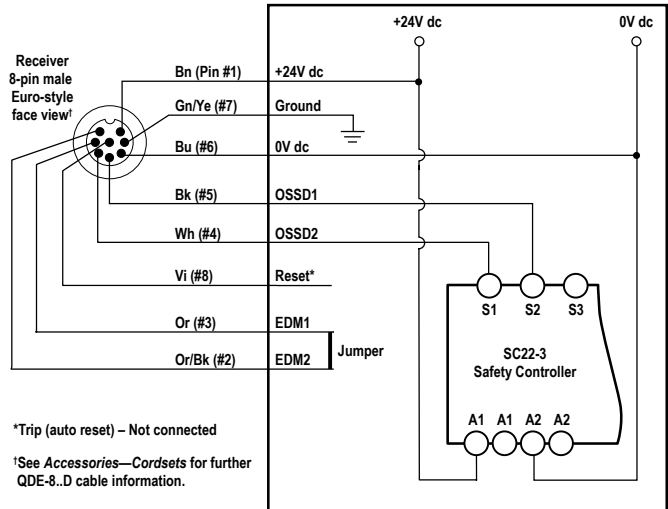 +24V dc
0V dc
Receiver
8-pin male
Euro-style
face view†
Bn (Pin #1)
+24V dc
Gn/Ye (#7)
Ground
Bu (#6)
0V dc
Bk (#5)
OSSD1
Wh (#4)
OSSD2
Vi (#8)
Reset*
Or (#3)
EDM1
Or/Bk (#2)
EDM2
Jumper
S1
S2
S3
SC22-3
Safety Controller
A1
A1
A2
A2
*Trip (auto reset) – Not connected
†See Accessories—Cordsets for further
QDE-8..D cable information.